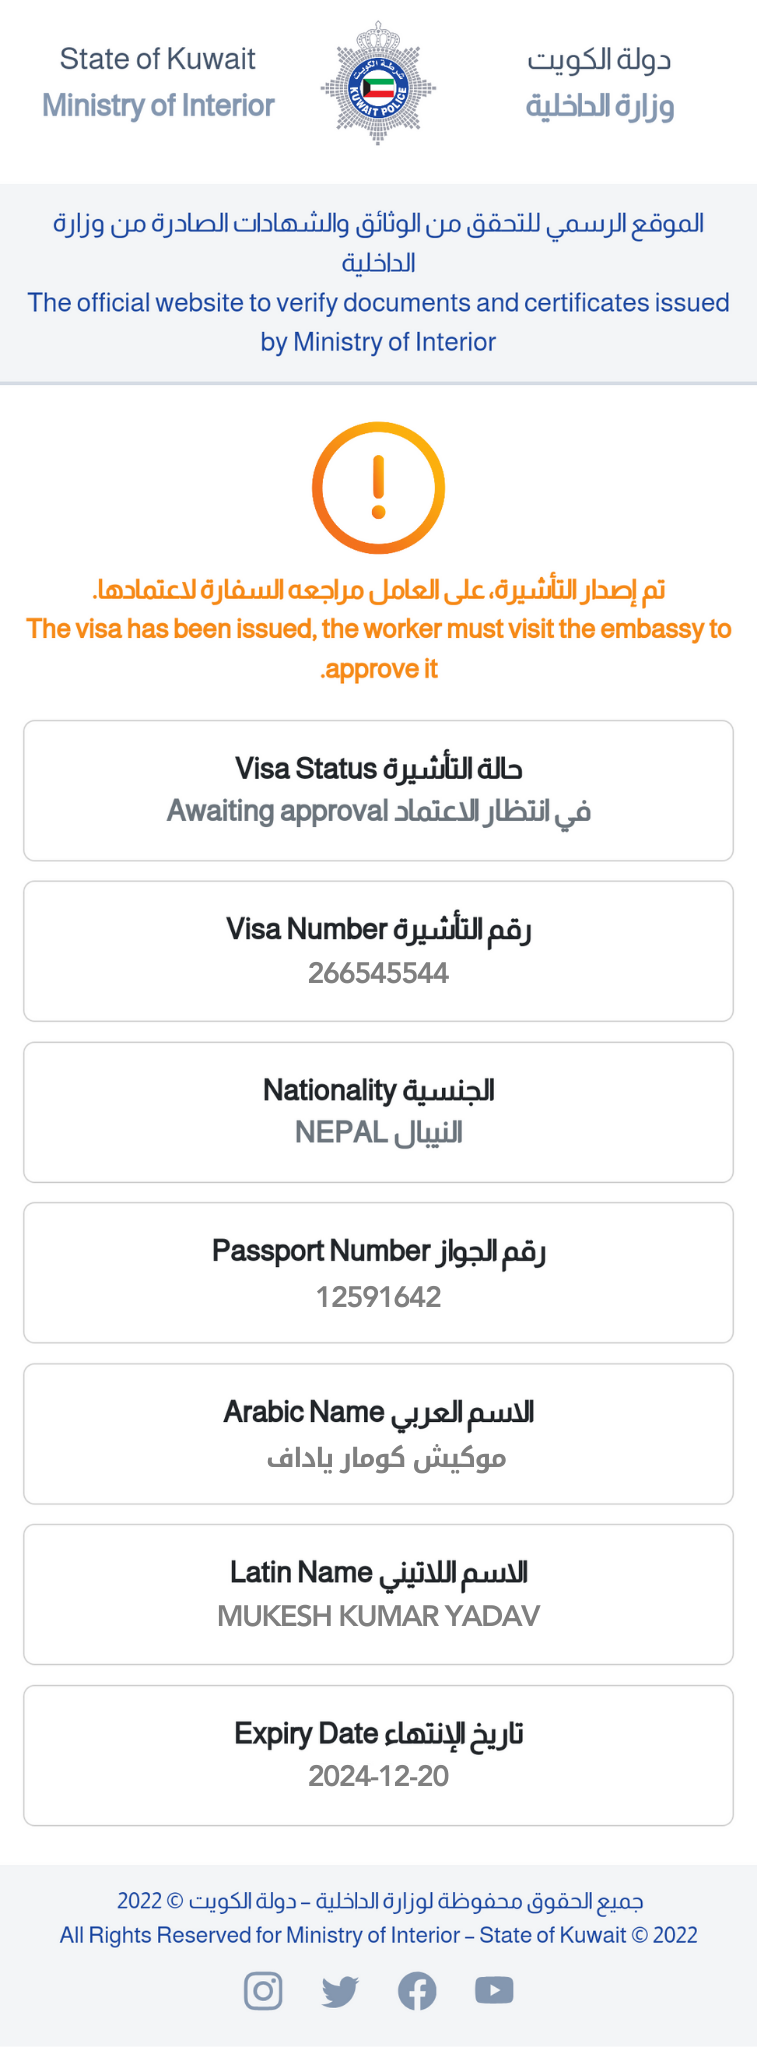 State of Kuwait
Ministry of Interior
شرطة الكويت
KUWAIT POLICE
دولة الكويت
وزارة الداخلية
الموقع الرسمي للتحقق من الوثائق والشهادات الصادرة من وزارة
الداخلية
The official website to verify documents and certificates issued
by Ministry of Interior
تم إصدار التأشيرة، على العامل مراجعه السفارة لاعتمادها.
The visa has been issued, the worker must visit the embassy to
.approve it
Visa Status حالة التأشيرة
Awaiting approval في انتظار الاعتماد
Visa Number رقم التأشيرة
266545544
Nationality الجنسية
NEPAL النيبال
Passport Number رقم الجواز
12591642
Arabic Name الاسم العربي
موكيش كومار ياداف
Latin Name الاسم اللاتيني
MUKESH KUMAR YADAV
Expiry Date تاريخ الإنتهاء
2024-12-20
جميع الحقوق محفوظة لوزارة الداخلية – دولة الكويت © 2022
All Rights Reserved for Ministry of Interior – State of Kuwait © 2022